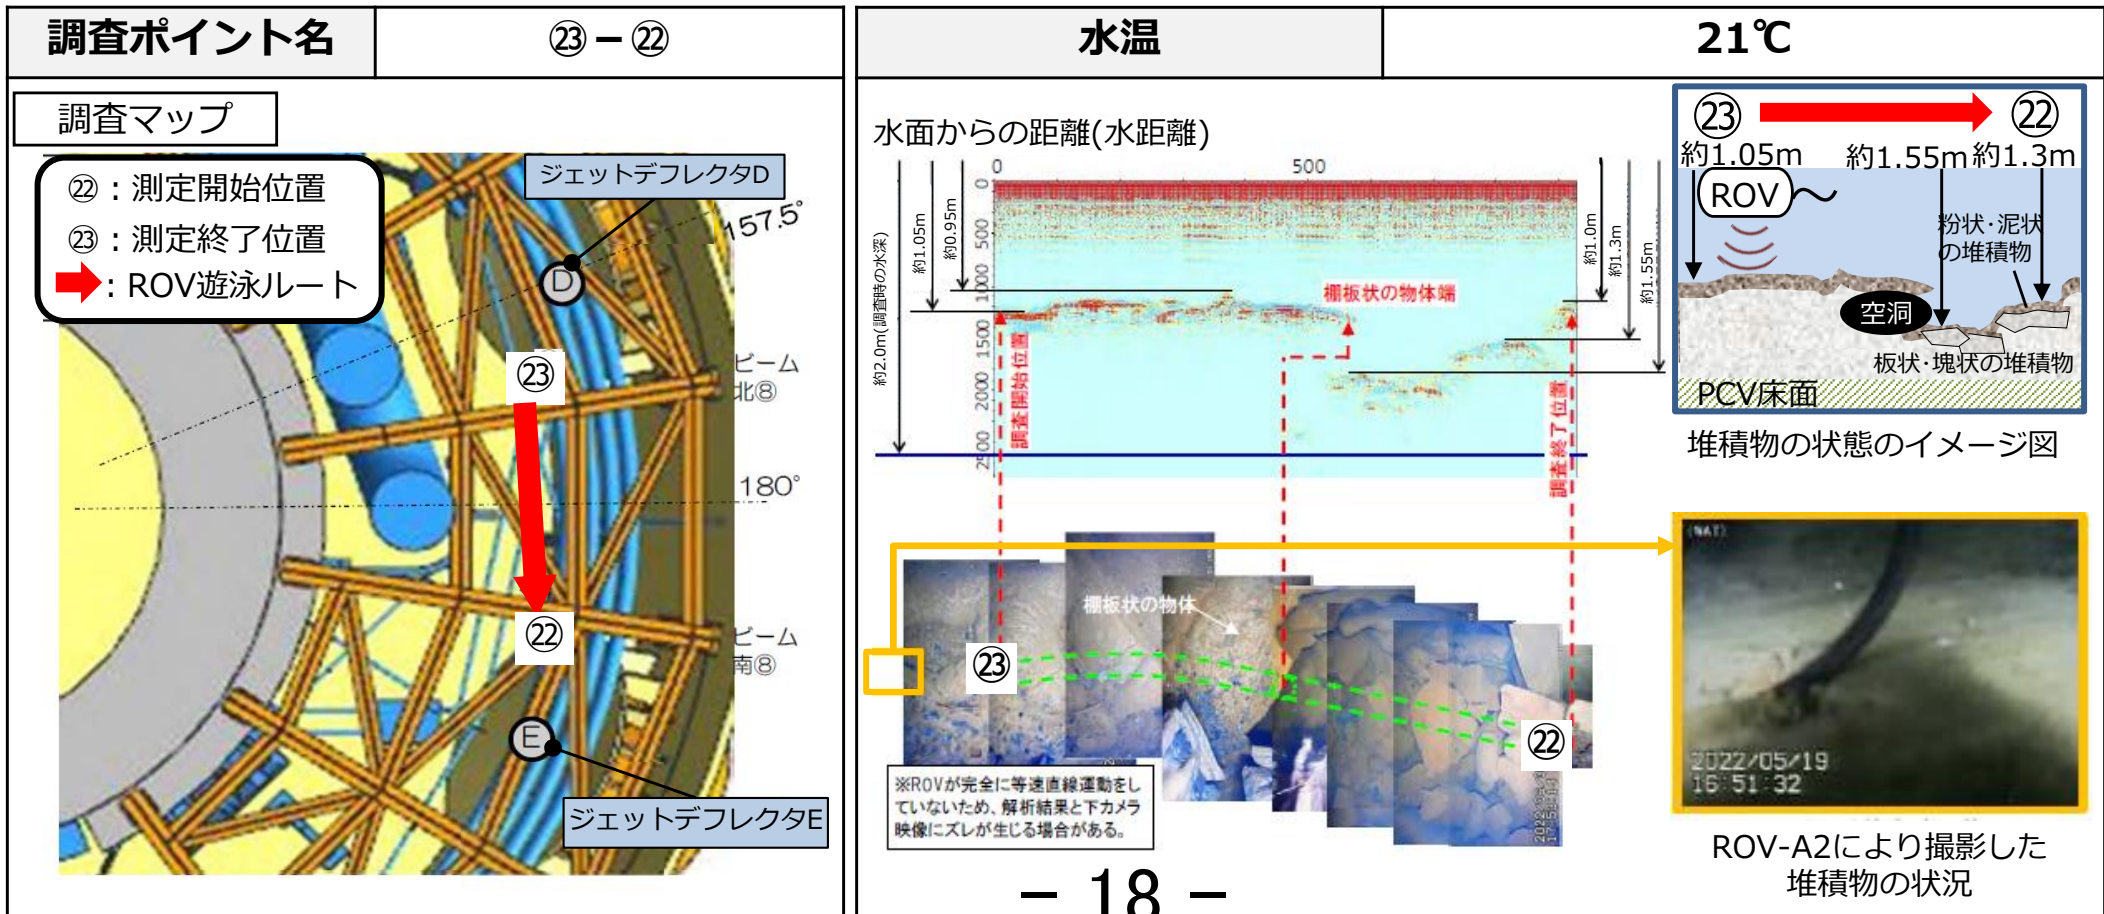 調査ポイント名
㉓－㉒
調査マップ
㉒：測定開始位置
㉓：測定終了位置
：ROV遊泳ルート
ジェットデフレクタD
157.5°
D
㉓
ビーム
北⑧
180°
㉒
ビーム
南⑧
E
ジェットデフレクタE
水温
21℃
水面からの距離(水距離)
0
500
0
500
1000
1500
2000
2500
約2.0m(調査時の水深)
約1.05m
約0.95m
約1.0m
約1.3m
約1.55m
棚板状の物体端
調査開始位置
調査終了位置
棚板状の物体
㉓
㉒
※ROVが完全に等速直線運動をし
ていないため、解析結果と下カメラ
映像にズレが生じる場合がある。
㉓
㉒
約1.05m
約1.55m
約1.3m
ROV
粉状･泥状
の堆積物
空洞
板状･塊状の堆積物
PCV床面
堆積物の状態のイメージ図
2022/05/19
16:51:32
ROV-A2により撮影した
堆積物の状況
－ 18 －